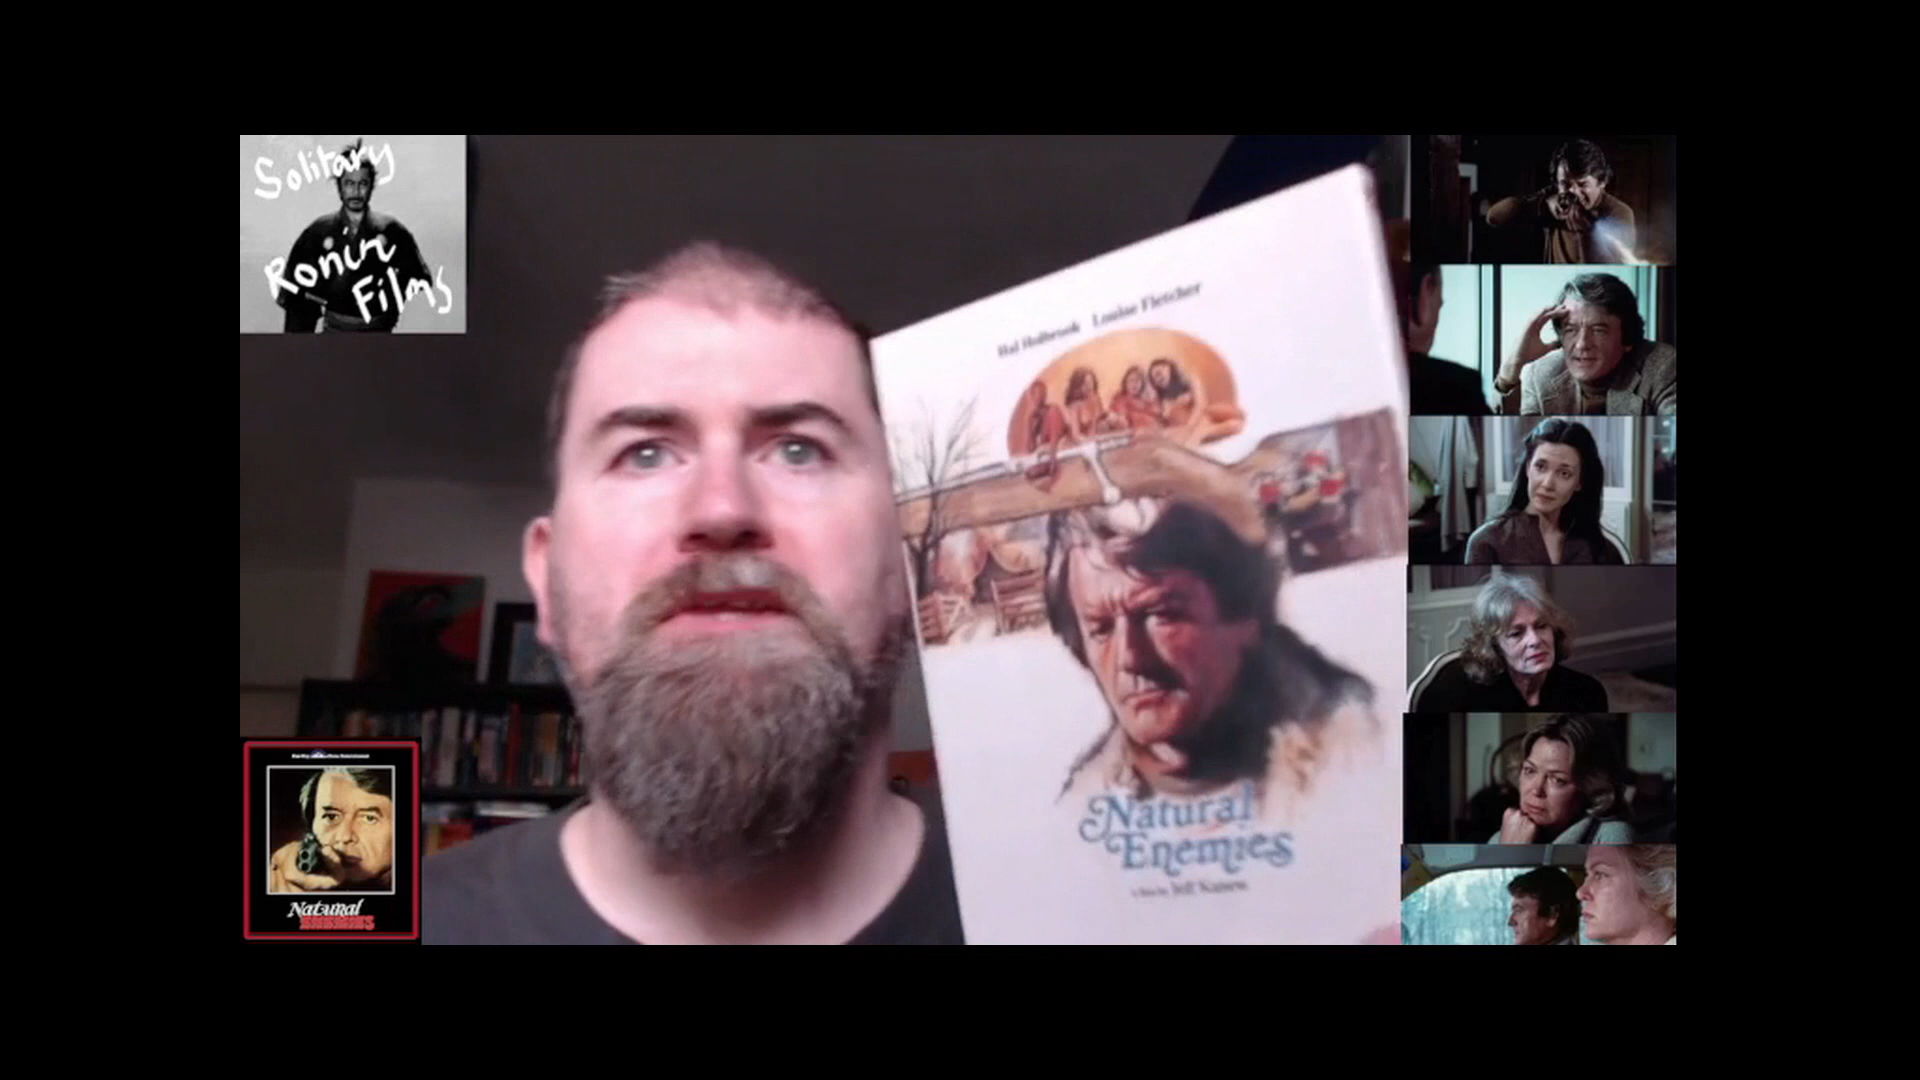 Solitary
Ronin
Films
Hal Holbrook Louise Fletcher
Natural
Enemies
a film by Jeff Kanew
Natural
ENEMIES